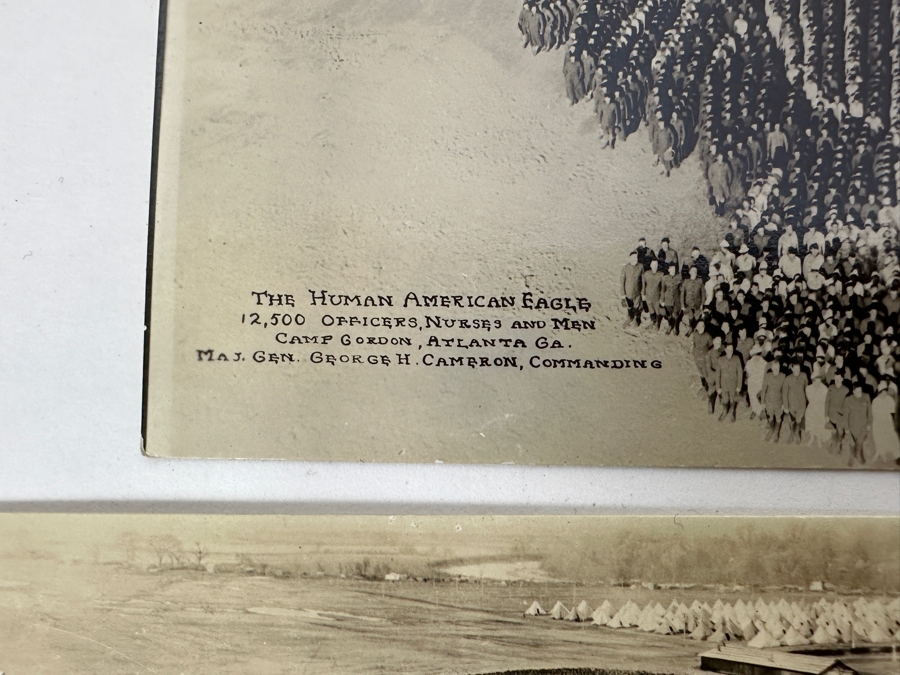 The Human American Eagle
12,500 Officers, Nurses and Men
Camp Gordon, Atlanta Ga.
Maj. Gen. George H. Cameron, Commanding